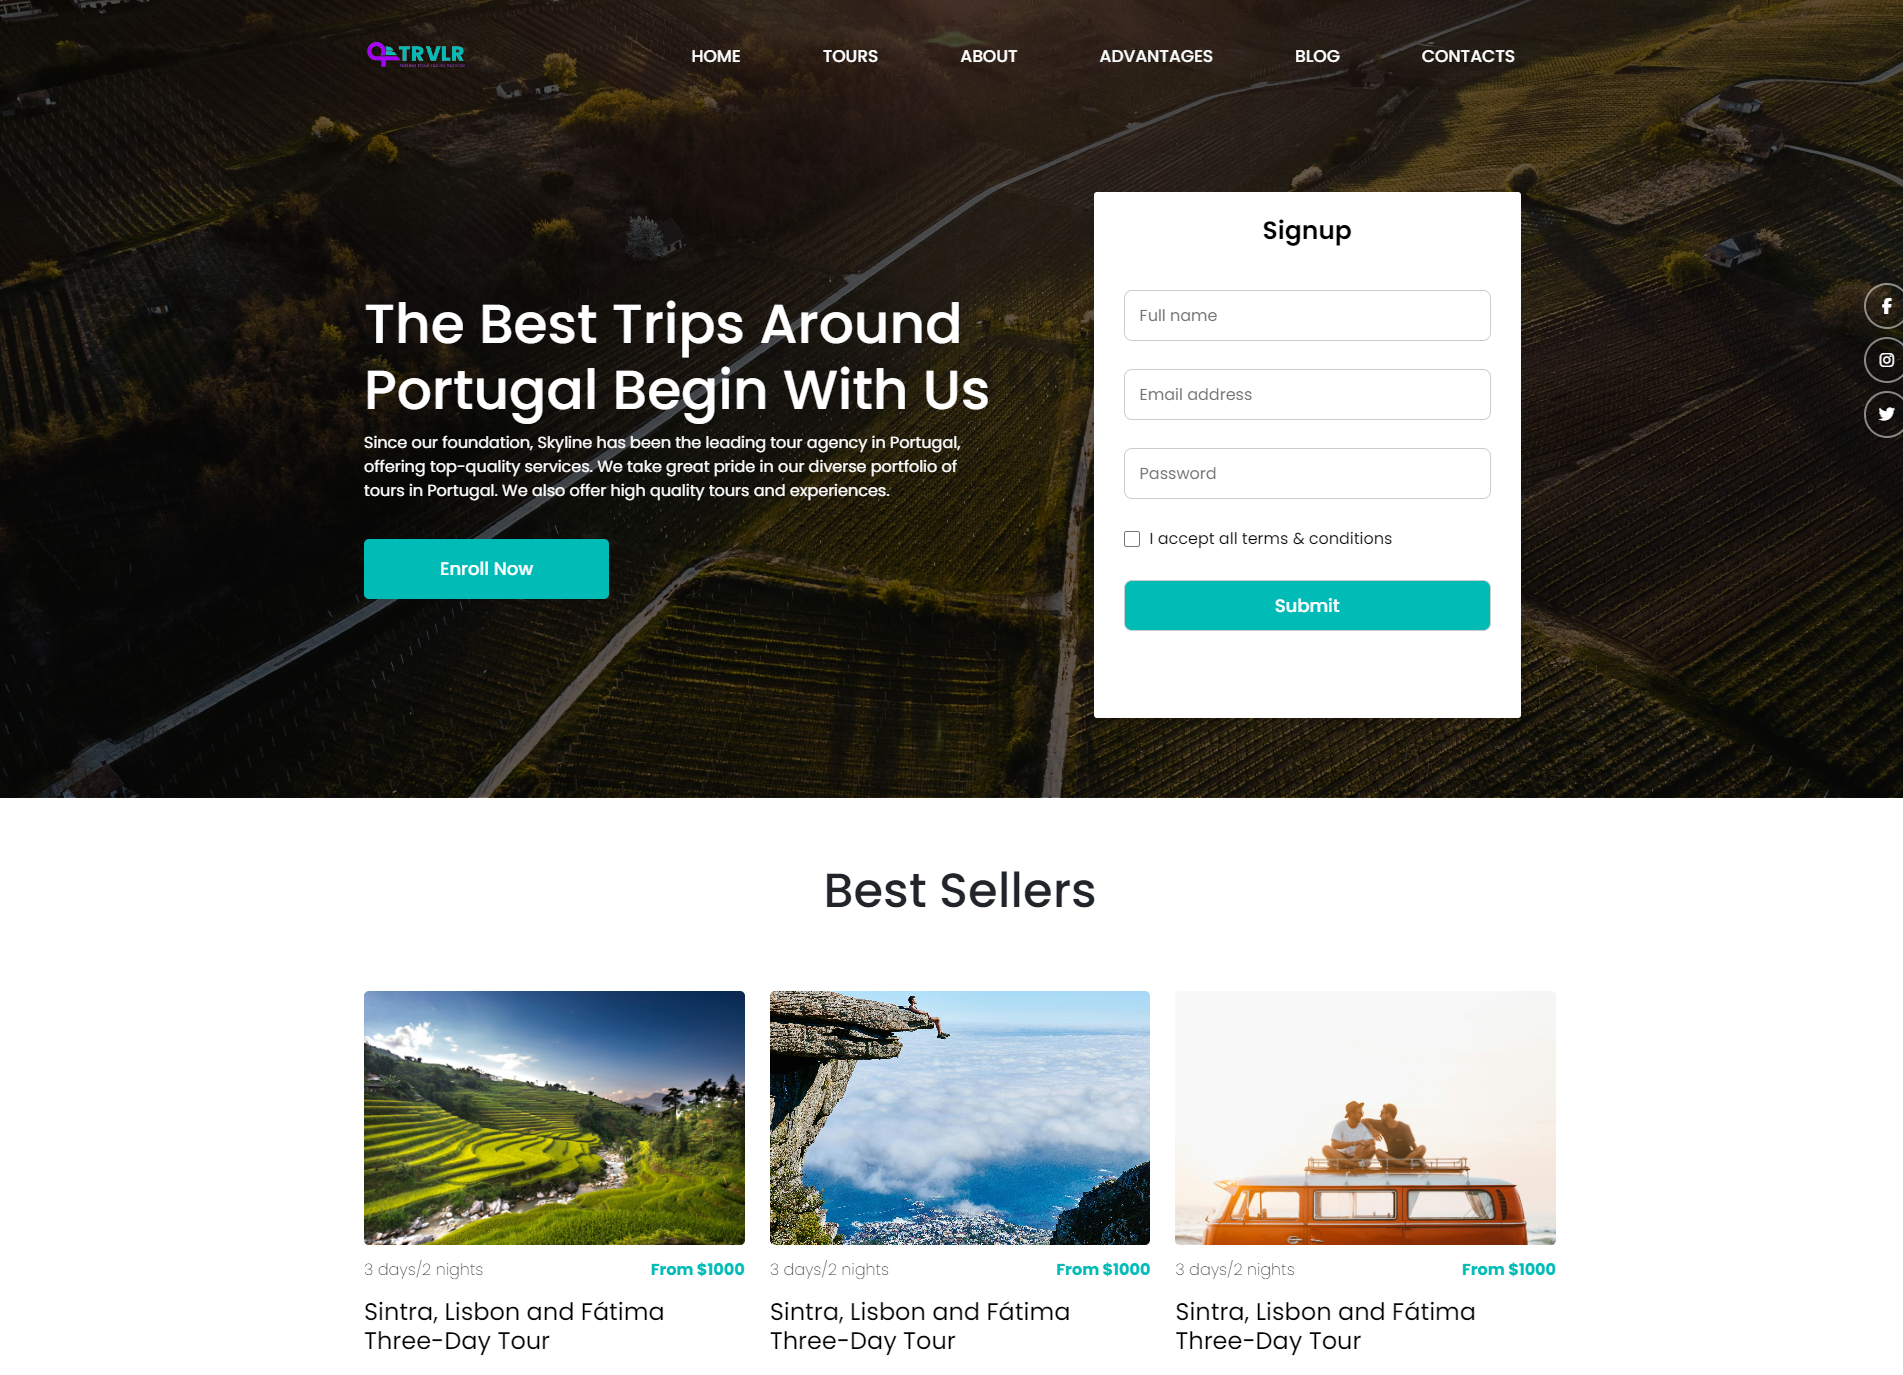 TRVLR
HOME
TOURS
ABOUT
ADVANTAGES
BLOG
CONTACTS
The Best Trips Around
Portugal Begin With Us
Since our foundation, Skyline has been the leading tour agency in Portugal,
offering top-quality services. We take great pride in our diverse portfolio of
tours in Portugal. We also offer high quality tours and experiences.
Enroll Now
Signup
Full name
Email address
Password
I accept all terms & conditions
Submit
Best Sellers
3 days/2 nights From $1000
Sintra, Lisbon and Fátima
Three-Day Tour
3 days/2 nights From $1000
Sintra, Lisbon and Fátima
Three-Day Tour
3 days/2 nights From $1000
Sintra, Lisbon and Fátima
Three-Day Tour